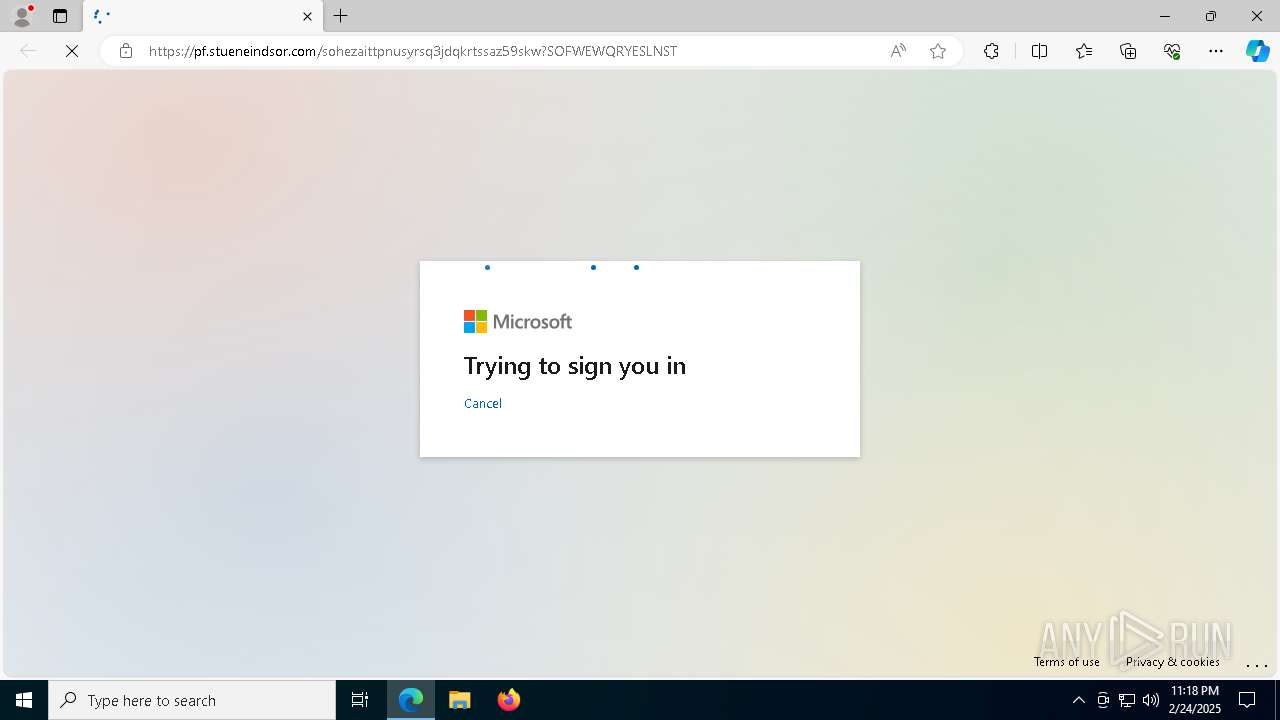 https://pf.stueneindsor.com/sohezaittpnusyrsq3jdqkrtssaz59skw?SOFWEWQRYESLNST
Microsoft
Trying to sign you in
Cancel
ANY RUN
Terms of use Privacy & cookies ...
Type here to search
11:18 PM
2/24/2025